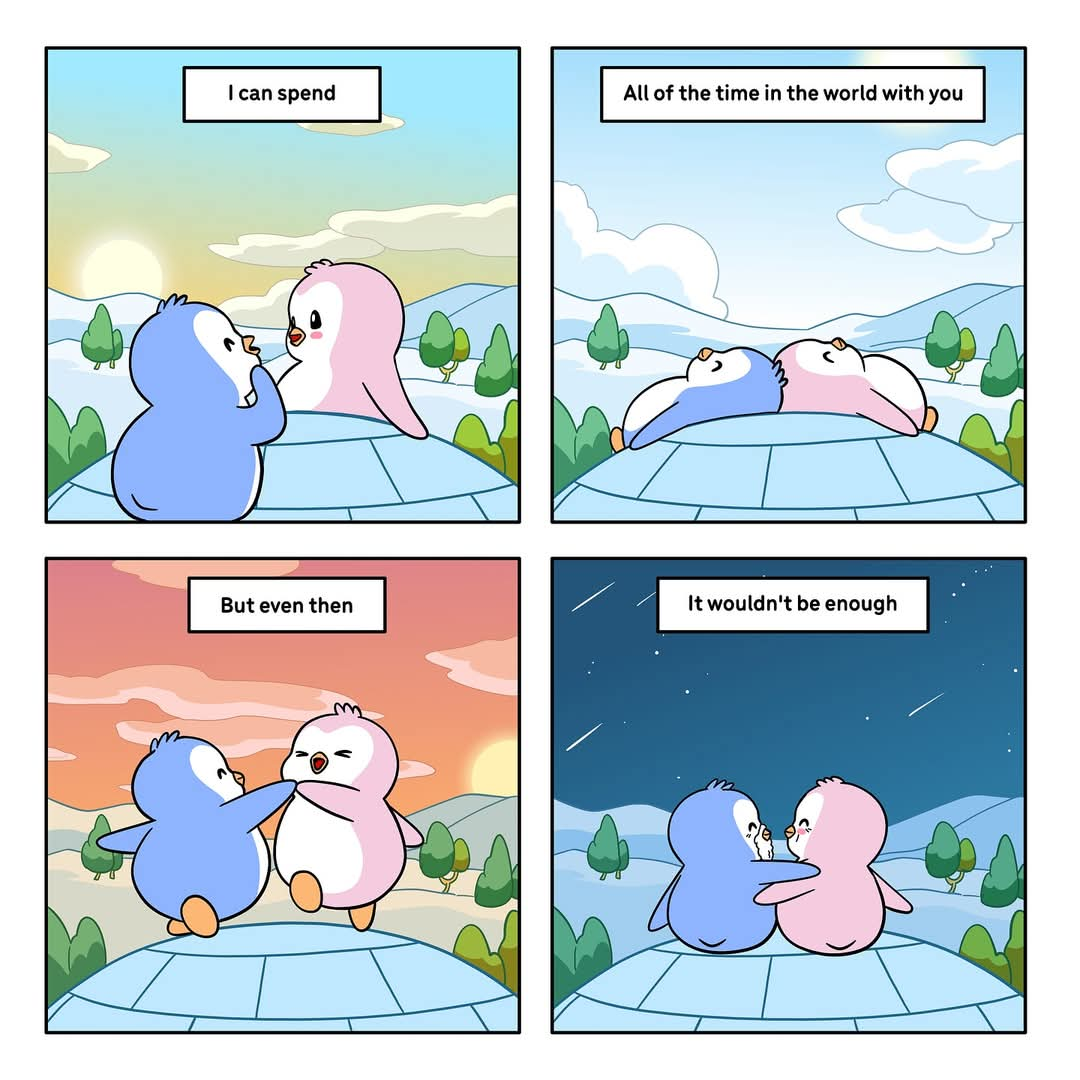 I can spend
All of the time in the world with you
But even then
It wouldn't be enough